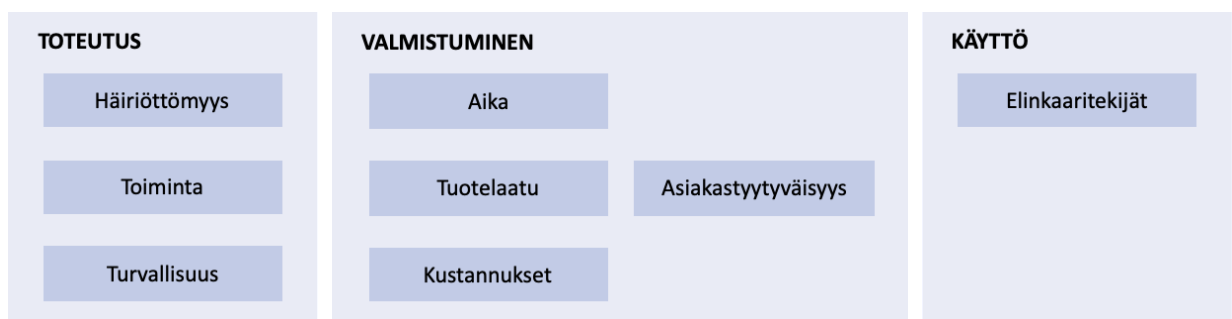 TOTEUTUS
Häiriöttömyys
Toiminta
Turvallisuus
VALMISTUMINEN
Aika
Tuotelaatu
Asiakastyytyväisyys
Kustannukset
KÄYTTÖ
Elinkaaritekijät